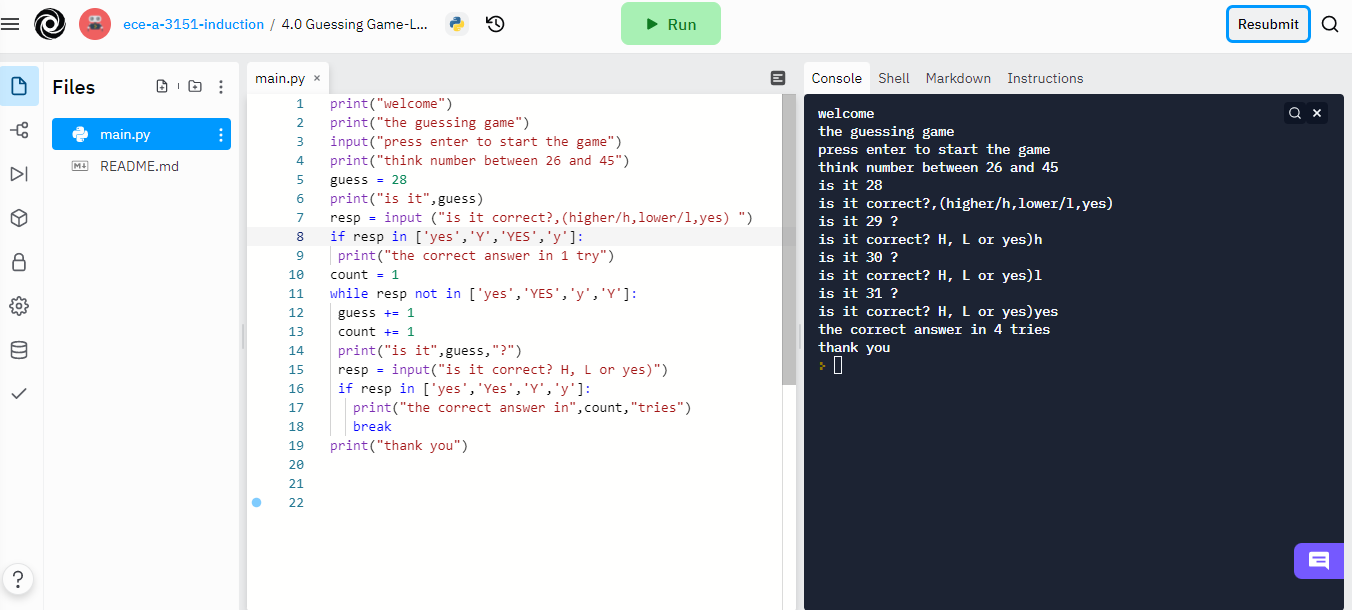 ece-a-3151-induction / 4.0 Guessing Game-L...
Run
Resubmit
Files
main.py
README.md
main.py ×
1 print("welcome")
2 print("the guessing game")
3 input("press enter to start the game")
4 print("think number between 26 and 45")
5 guess = 28
6 print("is it",guess)
7 resp = input ("is it correct?,(higher/h,lower/l,yes) ")
8 if resp in ['yes','Y','YES','y']:
9  print("the correct answer in 1 try")
10 count = 1
11 while resp not in ['yes','YES','y','Y']:
12  guess += 1
13  count += 1
14  print("is it",guess,"?")
15  resp = input("is it correct? H, L or yes)")
16  if resp in ['yes','Yes','Y','y']:
17   print("the correct answer in",count,"tries")
18   break
19 print("thank you")
20
21
22
Console Shell Markdown Instructions
welcome
the guessing game
press enter to start the game
think number between 26 and 45
is it 28
is it correct?,(higher/h,lower/l,yes)
is it 29 ?
is it correct? H, L or yes)h
is it 30 ?
is it correct? H, L or yes)l
is it 31 ?
is it correct? H, L or yes)yes
the correct answer in 4 tries
thank you
?